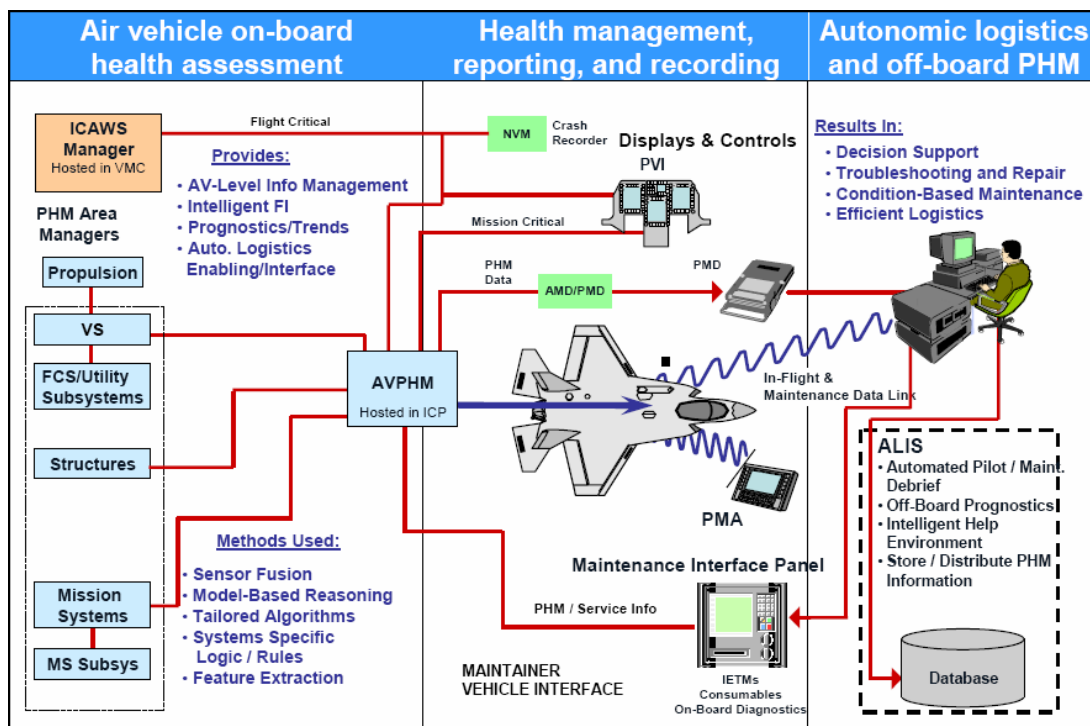 Air vehicle on-board
health assessment
Health management,
reporting, and recording
Autonomic logistics
and off-board PHM
ICAWS
Manager
Hosted in VMC
Flight Critical
Provides:
• AV-Level Info Management
• Intelligent FI
• Prognostics/Trends
• Auto. Logistics
Enabling/Interface
PHM Area
Managers
Propulsion
VS
FCS/Utility
Subsystems
Structures
Mission
Systems
MS Subsys
Methods Used:
• Sensor Fusion
• Model-Based Reasoning
• Tailored Algorithms
• Systems Specific
Logic / Rules
• Feature Extraction
AVPHM
Hosted in ICP
NVM
Crash
Recorder
Displays & Controls
PVI
Mission Critical
PHM
Data
AMD/PMD
PMD
In-Flight &
Maintenance Data Link
PMA
Maintenance Interface Panel
PHM / Service Info
MAINTAINER
VEHICLE INTERFACE
IETMs
Consumables
On-Board Diagnostics
Results In:
• Decision Support
• Troubleshooting and Repair
• Condition-Based Maintenance
• Efficient Logistics
ALIS
• Automated Pilot / Maint.
Debrief
• Off-Board Prognostics
• Intelligent Help
Environment
• Store / Distribute PHM
Information
Database